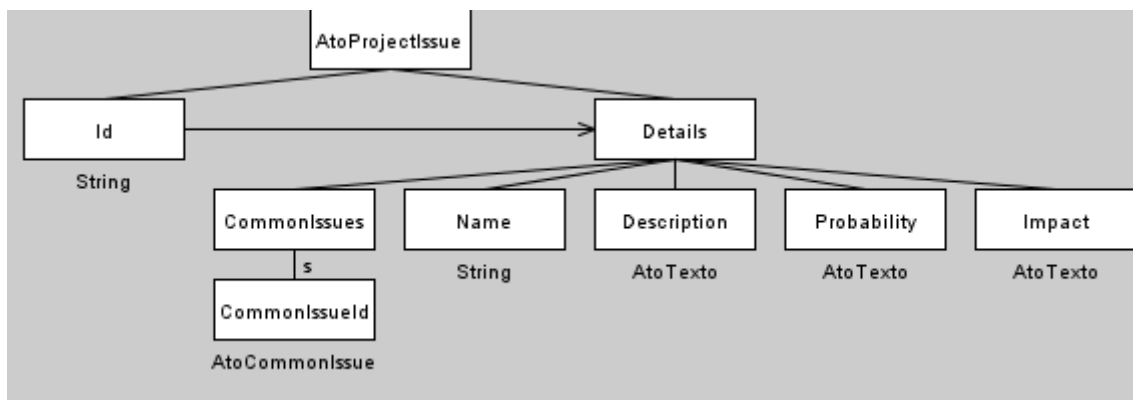 AtoProjectIssue
Id
Details
String
CommonIssues
Name
Description
Probability
Impact
String
AtoTexto
AtoTexto
AtoTexto
s
CommonIssueId
AtoCommonIssue